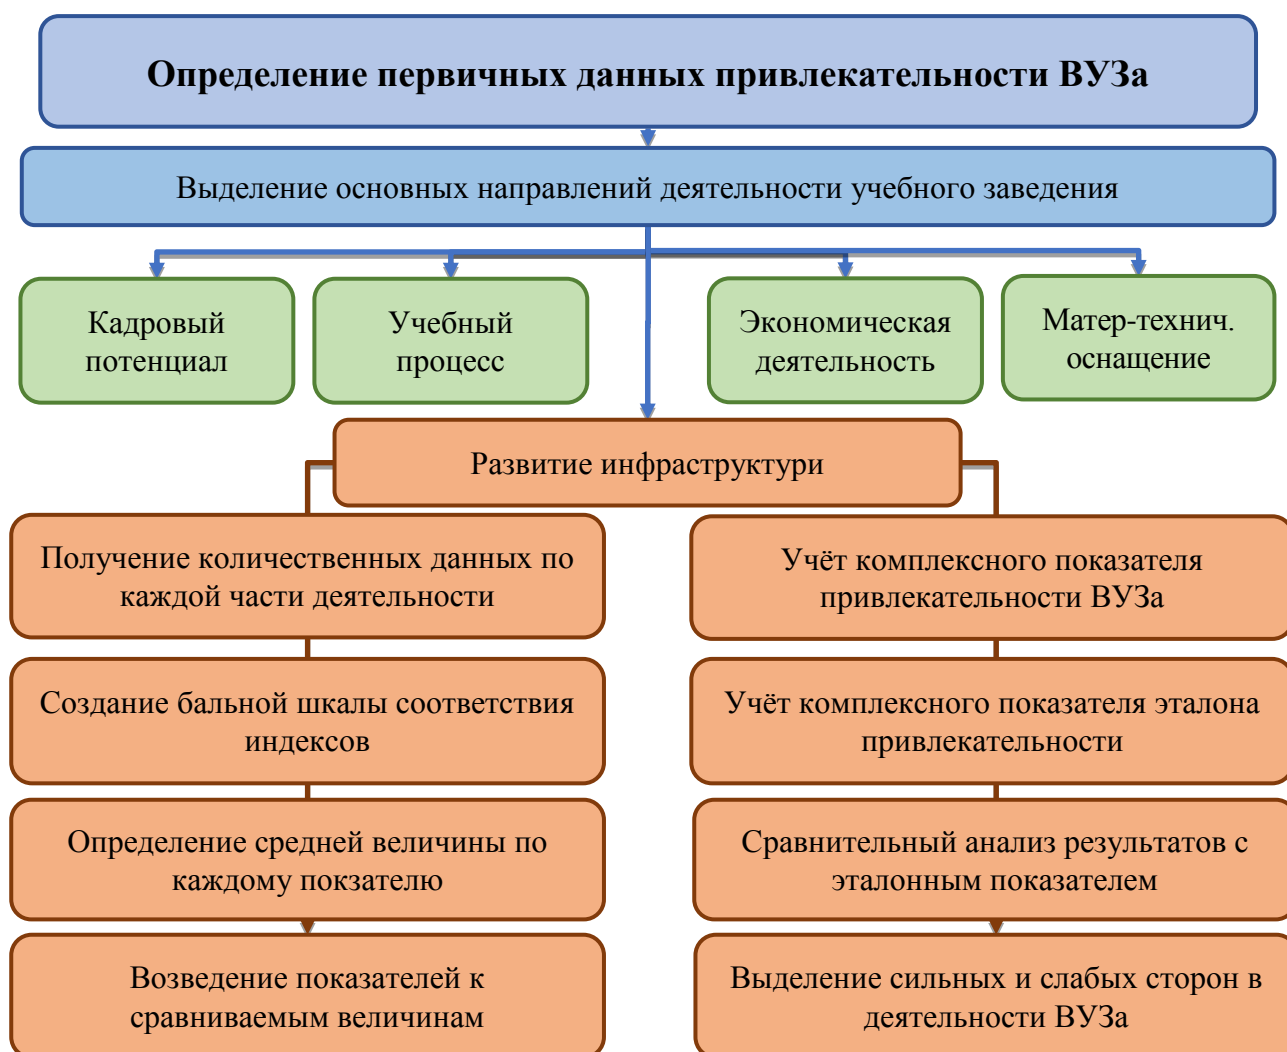 Определение первичных данных привлекательности ВУЗа
Выделение основных направлений деятельности учебного заведения
Кадровый
потенциал
Учебный
процесс
Экономическая
деятельность
Матер-технич.
оснащение
Развитие инфраструктури
Получение количественных данных по
каждой части деятельности
Создание бальной шкалы соответствия
индексов
Определение средней величины по
каждому покзателю
Возведение показателей к
сравниваемым величинам
Учёт комплексного показателя
привлекательности ВУЗа
Учёт комплексного показателя эталона
привлекательности
Сравнительный анализ результатов с
эталонным показателем
Выделение сильных и слабых сторон в
деятельности ВУЗа